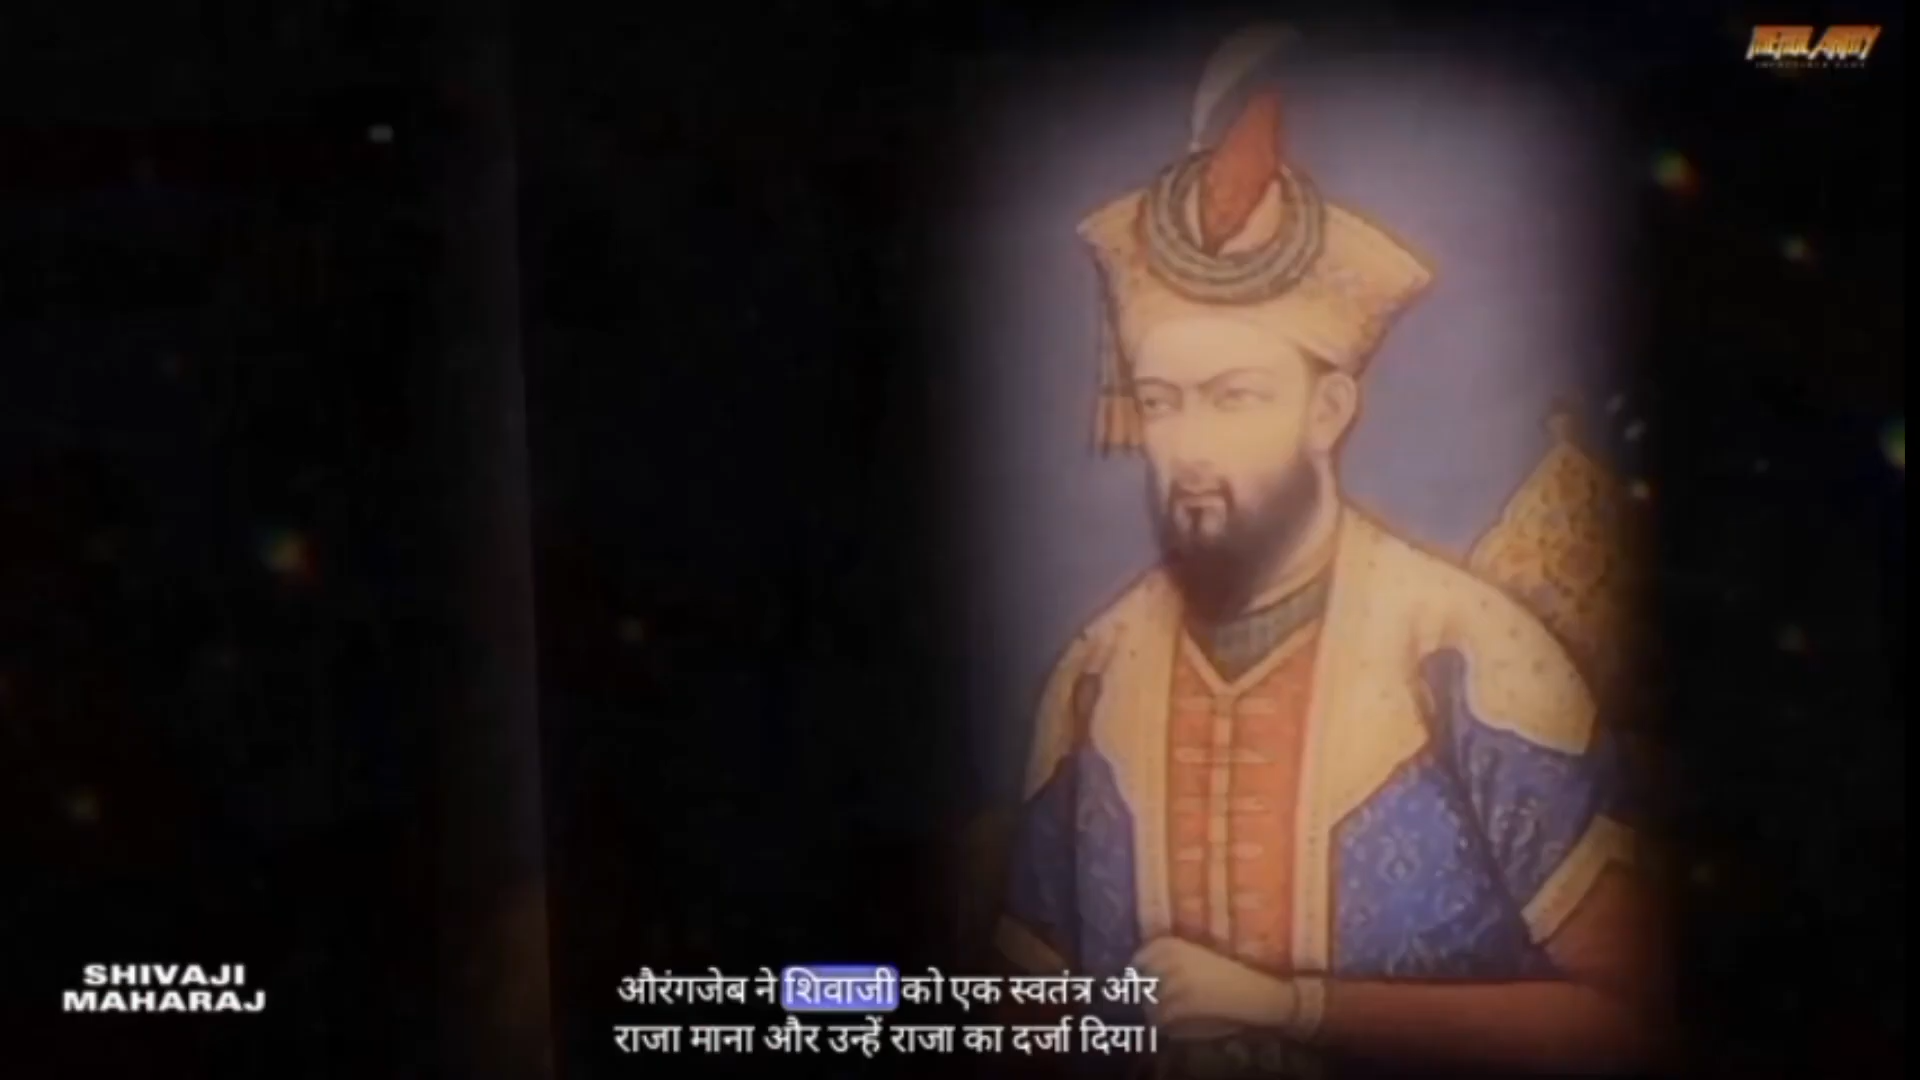 SHIVAJI
MAHARAJ
औरंगजेब ने शिवाजी को एक स्वतंत्र और
राजा माना और उन्हें राजा का दर्जा दिया।